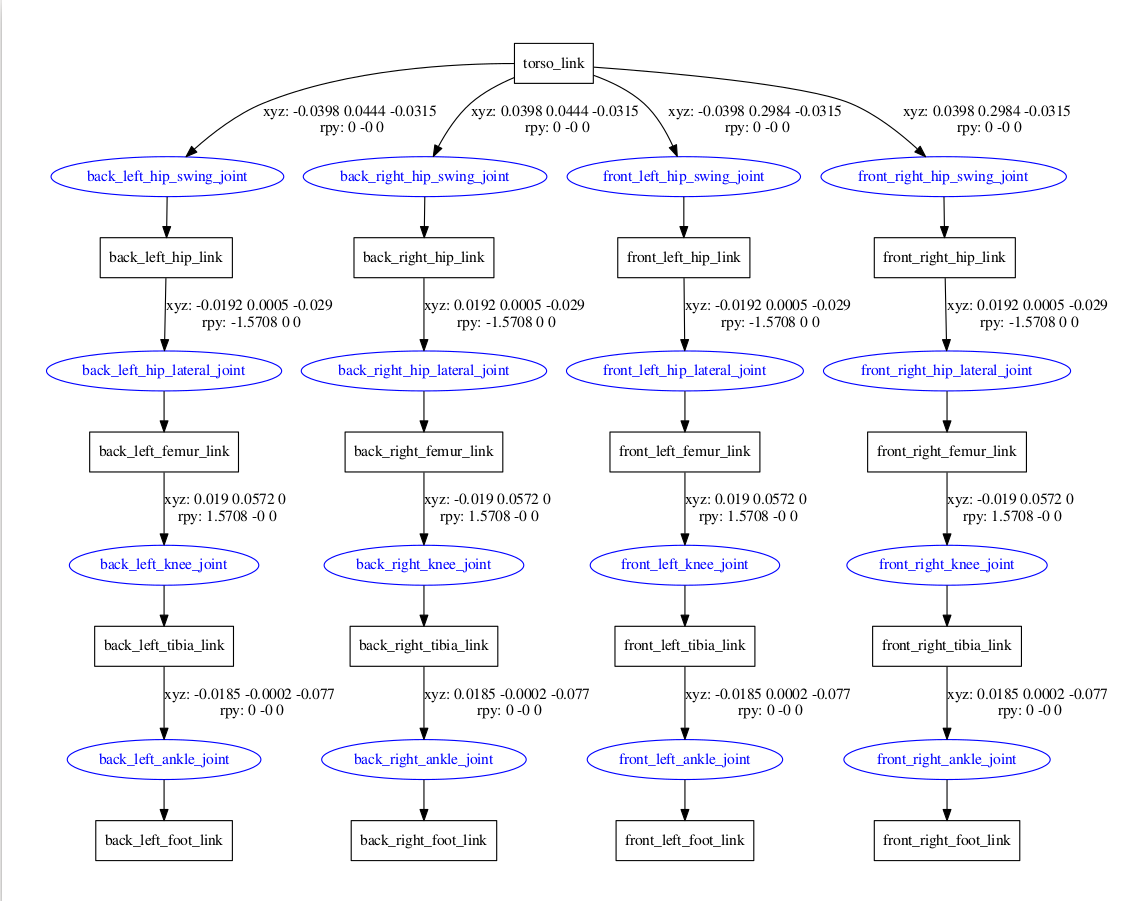 torso_link
xyz: -0.0398 0.0444 -0.0315
rpy: 0 -0 0
xyz: 0.0398 0.0444 -0.0315
rpy: 0 -0 0
xyz: -0.0398 0.2984 -0.0315
rpy: 0 -0 0
xyz: 0.0398 0.2984 -0.0315
rpy: 0 -0 0
back_left_hip_swing_joint
back_right_hip_swing_joint
front_left_hip_swing_joint
front_right_hip_swing_joint
back_left_hip_link
back_right_hip_link
front_left_hip_link
front_right_hip_link
xyz: -0.0192 0.0005 -0.029
rpy: -1.5708 0 0
xyz: 0.0192 0.0005 -0.029
rpy: -1.5708 0 0
xyz: -0.0192 0.0005 -0.029
rpy: -1.5708 0 0
xyz: 0.0192 0.0005 -0.029
rpy: -1.5708 0 0
back_left_hip_lateral_joint
back_right_hip_lateral_joint
front_left_hip_lateral_joint
front_right_hip_lateral_joint
back_left_femur_link
back_right_femur_link
front_left_femur_link
front_right_femur_link
xyz: 0.019 0.0572 0
rpy: 1.5708 -0 0
xyz: -0.019 0.0572 0
rpy: 1.5708 -0 0
xyz: 0.019 0.0572 0
rpy: 1.5708 -0 0
xyz: -0.019 0.0572 0
rpy: 1.5708 -0 0
back_left_knee_joint
back_right_knee_joint
front_left_knee_joint
front_right_knee_joint
back_left_tibia_link
back_right_tibia_link
front_left_tibia_link
front_right_tibia_link
xyz: -0.0185 -0.0002 -0.077
rpy: 0 -0 0
xyz: 0.0185 -0.0002 -0.077
rpy: 0 -0 0
xyz: -0.0185 0.0002 -0.077
rpy: 0 -0 0
xyz: 0.0185 0.0002 -0.077
rpy: 0 -0 0
back_left_ankle_joint
back_right_ankle_joint
front_left_ankle_joint
front_right_ankle_joint
back_left_foot_link
back_right_foot_link
front_left_foot_link
front_right_foot_link